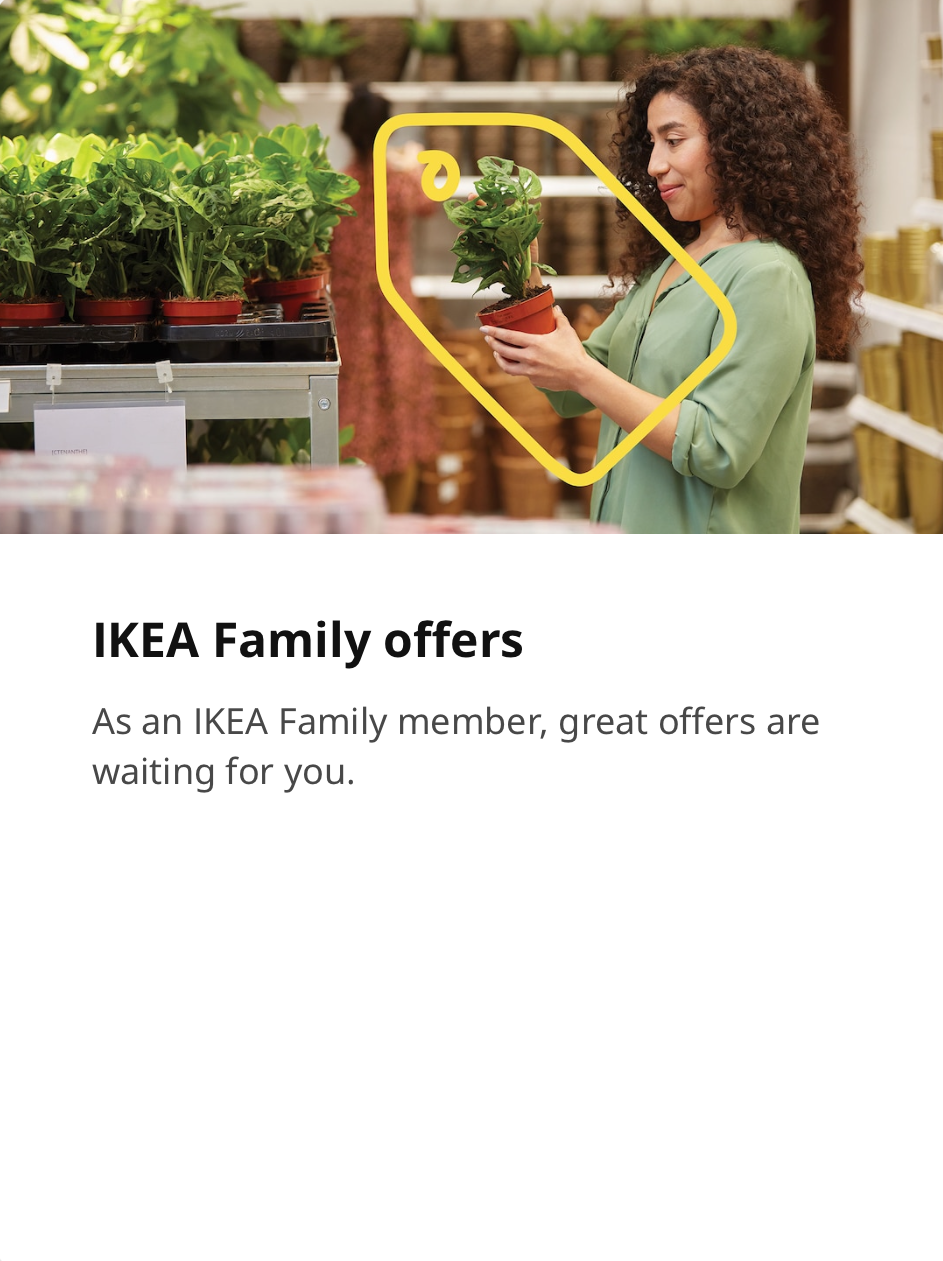 IKEA Family offers
As an IKEA Family member, great offers are
waiting for you.